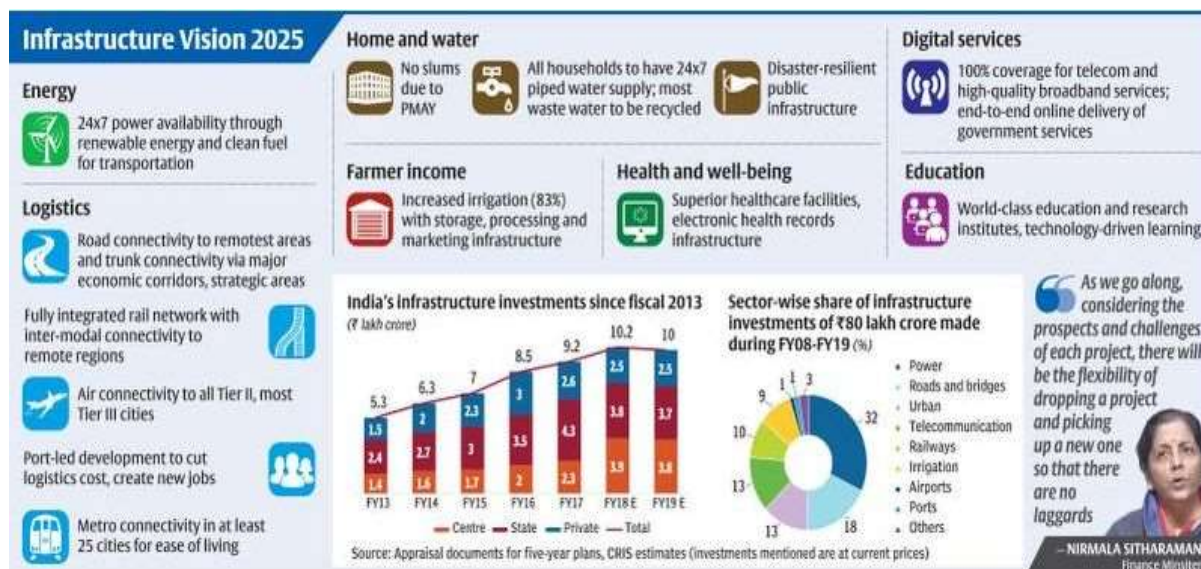 Infrastructure Vision 2025
Energy
24x7 power availability through
renewable energy and clean fuel
for transportation
Logistics
Road connectivity to remotest areas
and trunk connectivity via major
economic corridors, strategic areas
Fully integrated rail network with
inter-modal connectivity to
remote regions
Air connectivity to all Tier II, most
Tier III cities
Port-led development to cut
logistics cost, create new jobs
Metro connectivity in at least
25 cities for ease of living
Home and water
No slums
due to
PMAY
All households to have 24x7
piped water supply; most
waste water to be recycled
Disaster-resilient
public
infrastructure
Farmer income
Increased irrigation (83%)
with storage, processing and
marketing infrastructure
Health and well-being
Superior healthcare facilities,
electronic health records
infrastructure
Digital services
100% coverage for telecom and
high-quality broadband services;
end-to-end online delivery of
government services
Education
World-class education and research
institutes, technology-driven learning
India's infrastructure investments since fiscal 2013
(₹ lakh crore)
5.3 6.3 7 8.5 9.2 10.2 10
1.5 2 2.3 3 2.6 2.5 2.5
2.4 2.7 3 3.5 4.3 3.8 3.7
1.4 1.6 1.7 2 2.3 3.9 3.8
FY13 FY14 FY15 FY16 FY17 FY18 E FY19 E
Centre State Private Total
Sector-wise share of infrastructure
investments of ₹80 lakh crore made
during FY08-FY19 (%)
32
18
13
13
10
9
1
1
3
Power
Roads and bridges
Urban
Telecommunication
Railways
Irrigation
Airports
Ports
Others
Source: Appraisal documents for five-year plans, CRIS estimates (investments mentioned are at current prices)
As we go along,
considering the
prospects and challenges
of each project, there will
be the flexibility of
dropping a project
and picking
up a new one
so that there
are no
laggards
– NIRMALA SITHARAMAN
Finance Minister